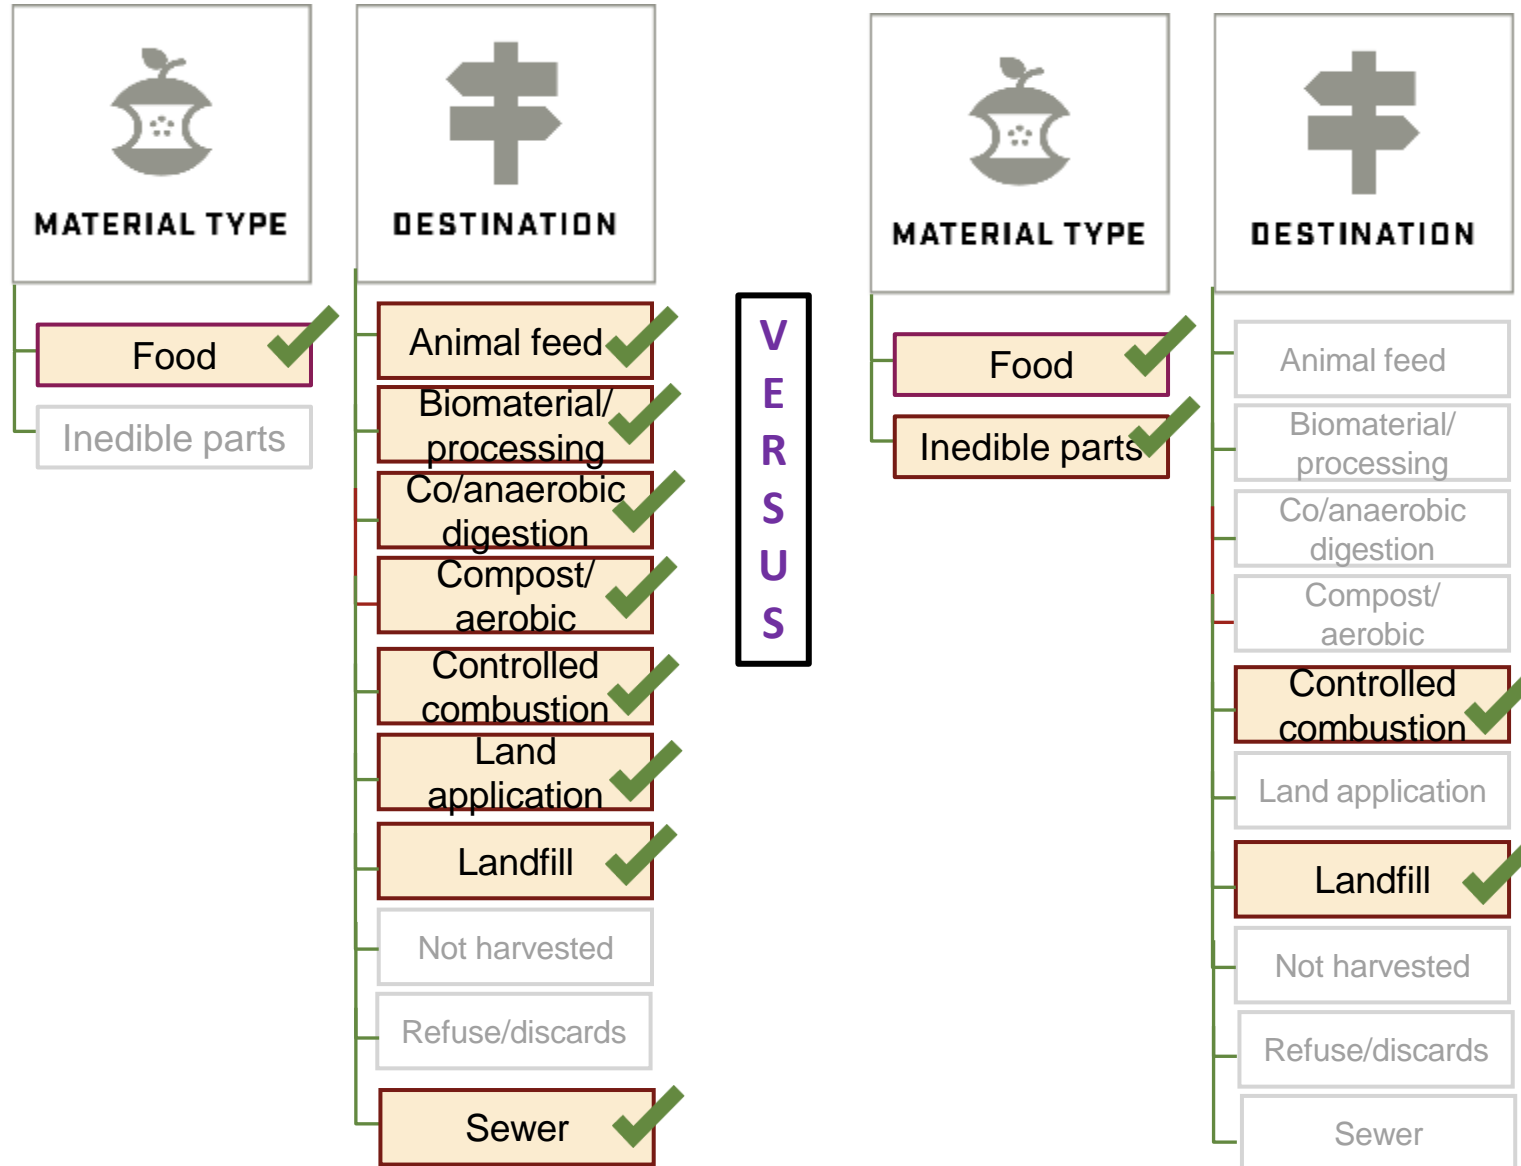 MATERIAL TYPE
Food
Inedible parts
DESTINATION
Animal feed
Biomaterial/
processing
Co/anaerobic
digestion
Compost/
aerobic
Controlled
combustion
Land
application
Landfill
Not harvested
Refuse/discards
Sewer
V
E
R
S
U
S
MATERIAL TYPE
Food
Inedible parts
DESTINATION
Animal feed
Biomaterial/
processing
Co/anaerobic
digestion
Compost/
aerobic
Controlled
combustion
Land application
Landfill
Not harvested
Refuse/discards
Sewer